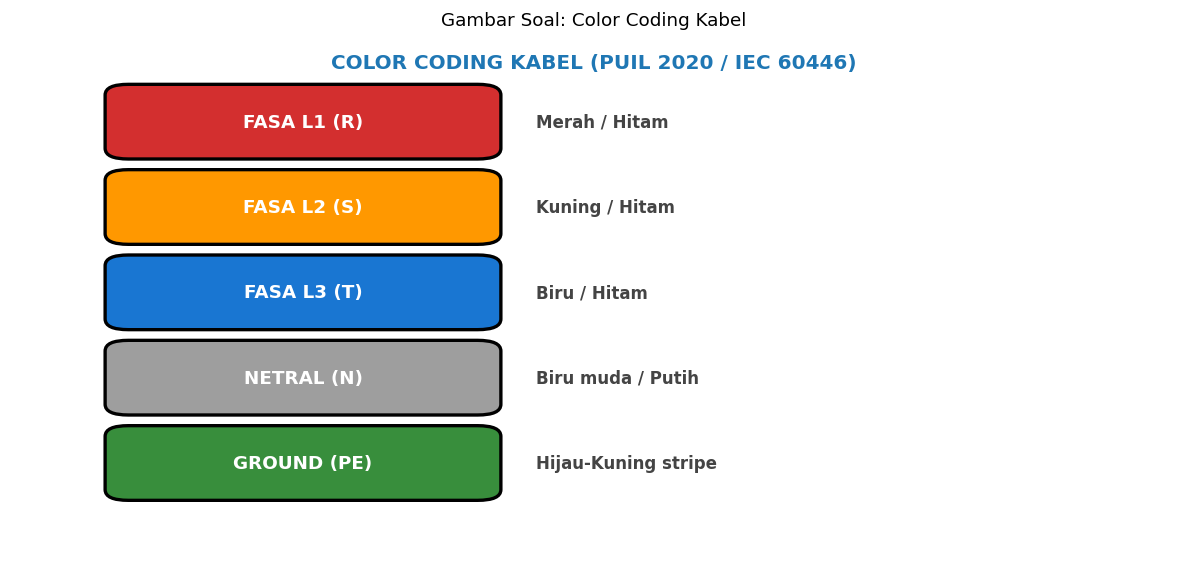 Gambar Soal: Color Coding Kabel
COLOR CODING KABEL (PUIL 2020 / IEC 60446)
FASA L1 (R) Merah / Hitam
FASA L2 (S) Kuning / Hitam
FASA L3 (T) Biru / Hitam
NETRAL (N) Biru muda / Putih
GROUND (PE) Hijau-Kuning stripe